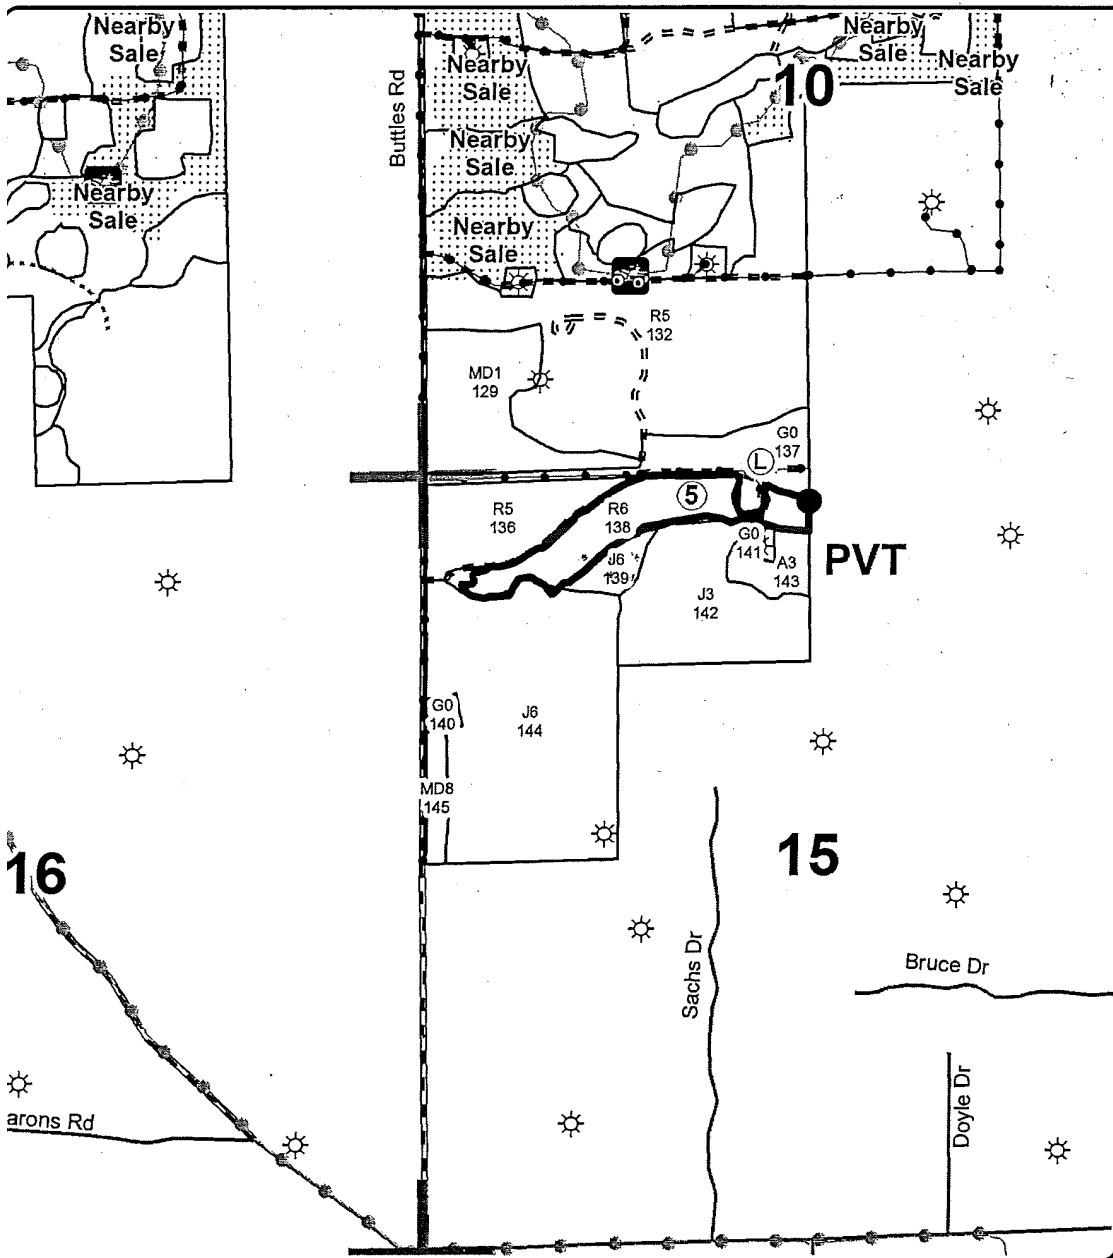 Nearby
Sale
Nearby
Sale
Nearby
Sale
Nearby
Sale
10
Buttles Rd
Nearby
Sale
Nearby
Sale
Nearby
Sale
R5
132
MD1
129
G0
137
L
5
R5
136
R6
138
G0
141
PVT
J6
139
A3
143
J3
142
G0
140
J6
144
MD8
145
16
15
Sachs Dr
Bruce Dr
Doyle Dr
arons Rd